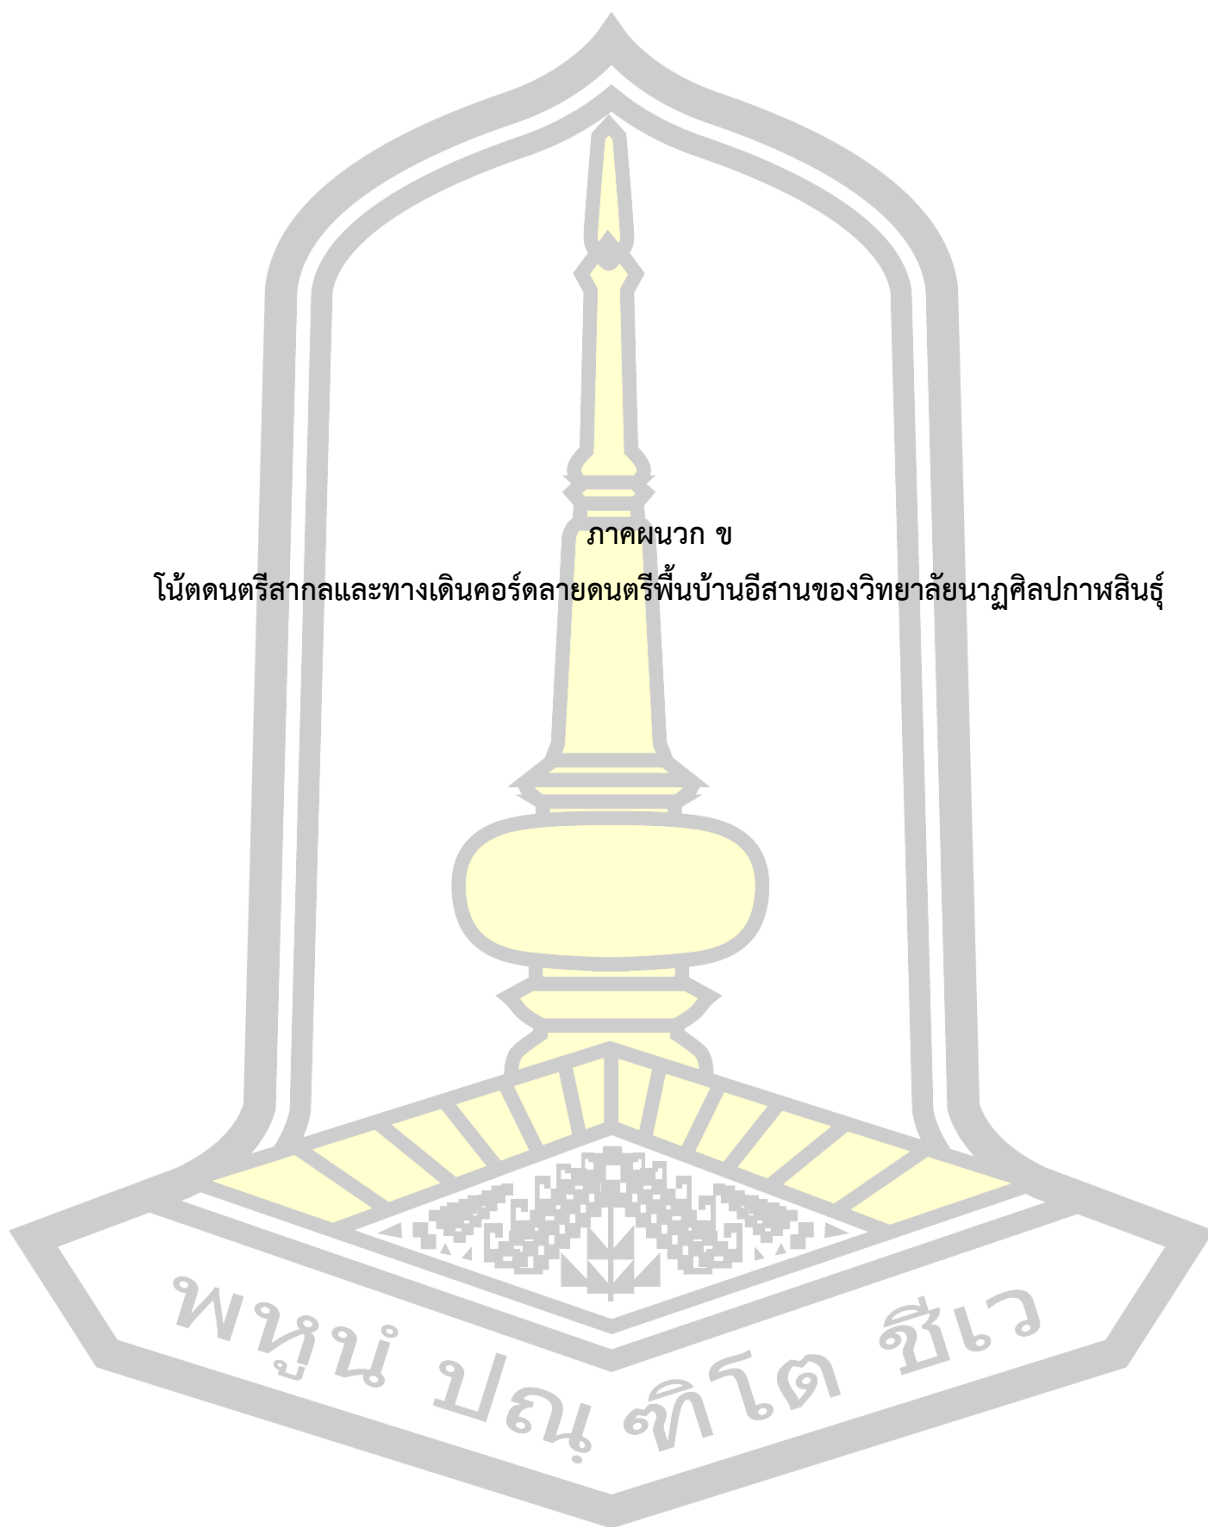 ภาคผนวก ข
โน้ตดนตรีสากลและทางเดินคอร์ดลายดนตรีพื้นบ้านอีสานของวิทยาลัยนาฏศิลปกาฬสินธุ์
พหูนํ ปณฺ ฑิโต ชีเว